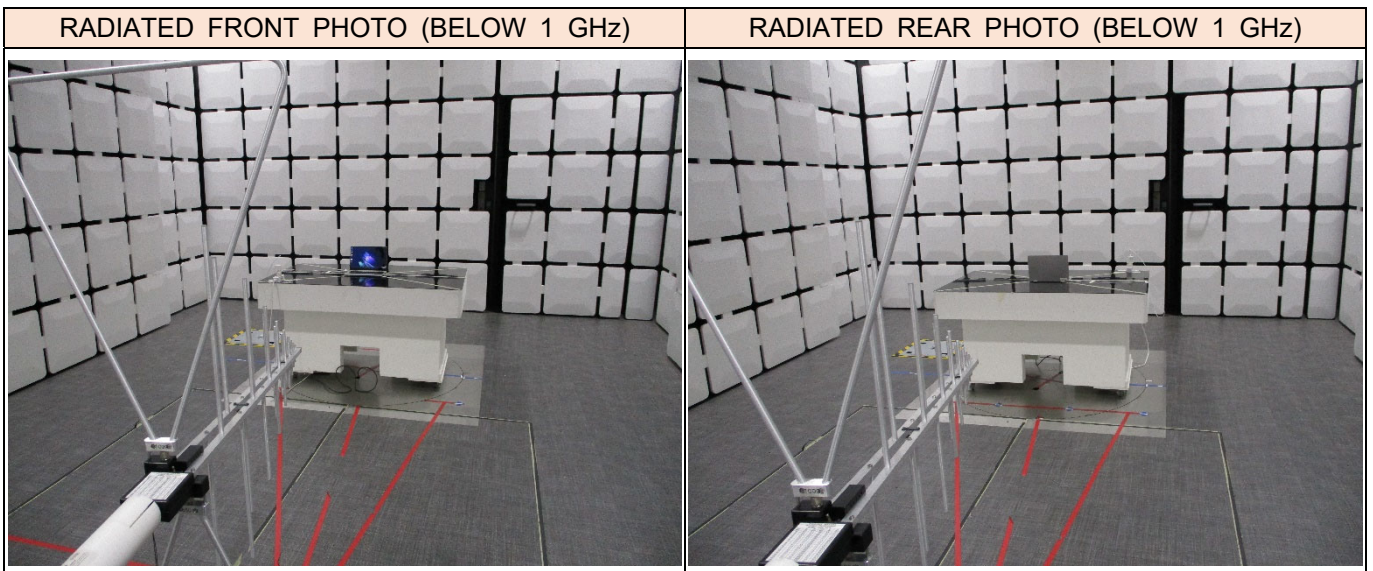 RADIATED FRONT PHOTO (BELOW 1 GHz)
RADIATED REAR PHOTO (BELOW 1 GHz)